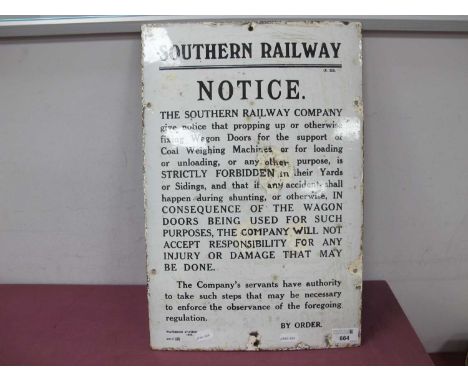 SOUTHERN RAILWAY
NOTICE.
THE SOUTHERN RAILWAY COMPANY
give notice that propping up or otherwise
fixing Wagon Doors for the support of
Coal Weighing Machines or for loading
or unloading, or any other purpose, is
STRICTLY FORBIDDEN in their Yards
or Sidings, and that if any accident shall
happen during shunting, or otherwise, IN
CONSEQUENCE OF THE WAGON
DOORS BEING USED FOR SUCH
PURPOSES, THE COMPANY WILL NOT
ACCEPT RESPONSIBILITY FOR ANY
INJURY OR DAMAGE THAT MAY
BE DONE.
The Company's servants have authority
to take such steps that may be necessary
to enforce the observance of the foregoing
regulation.
BY ORDER.
WATERLOO STATION
664